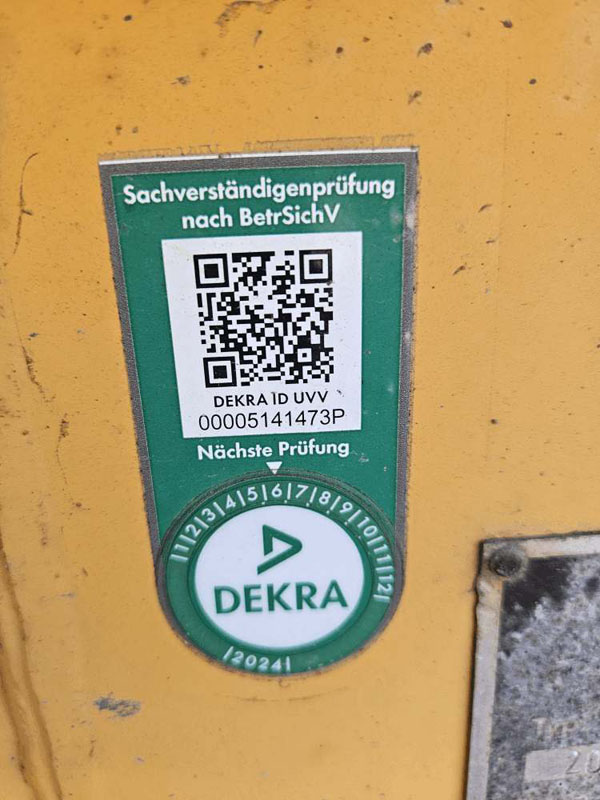 Sachverständigenprüfung
nach BetrSichV
DEKRA ID UVV
00005141473P
Nächste Prüfung
|1|2|3|4|5|6|7|8|9|10|11|12|
DEKRA
|2024|